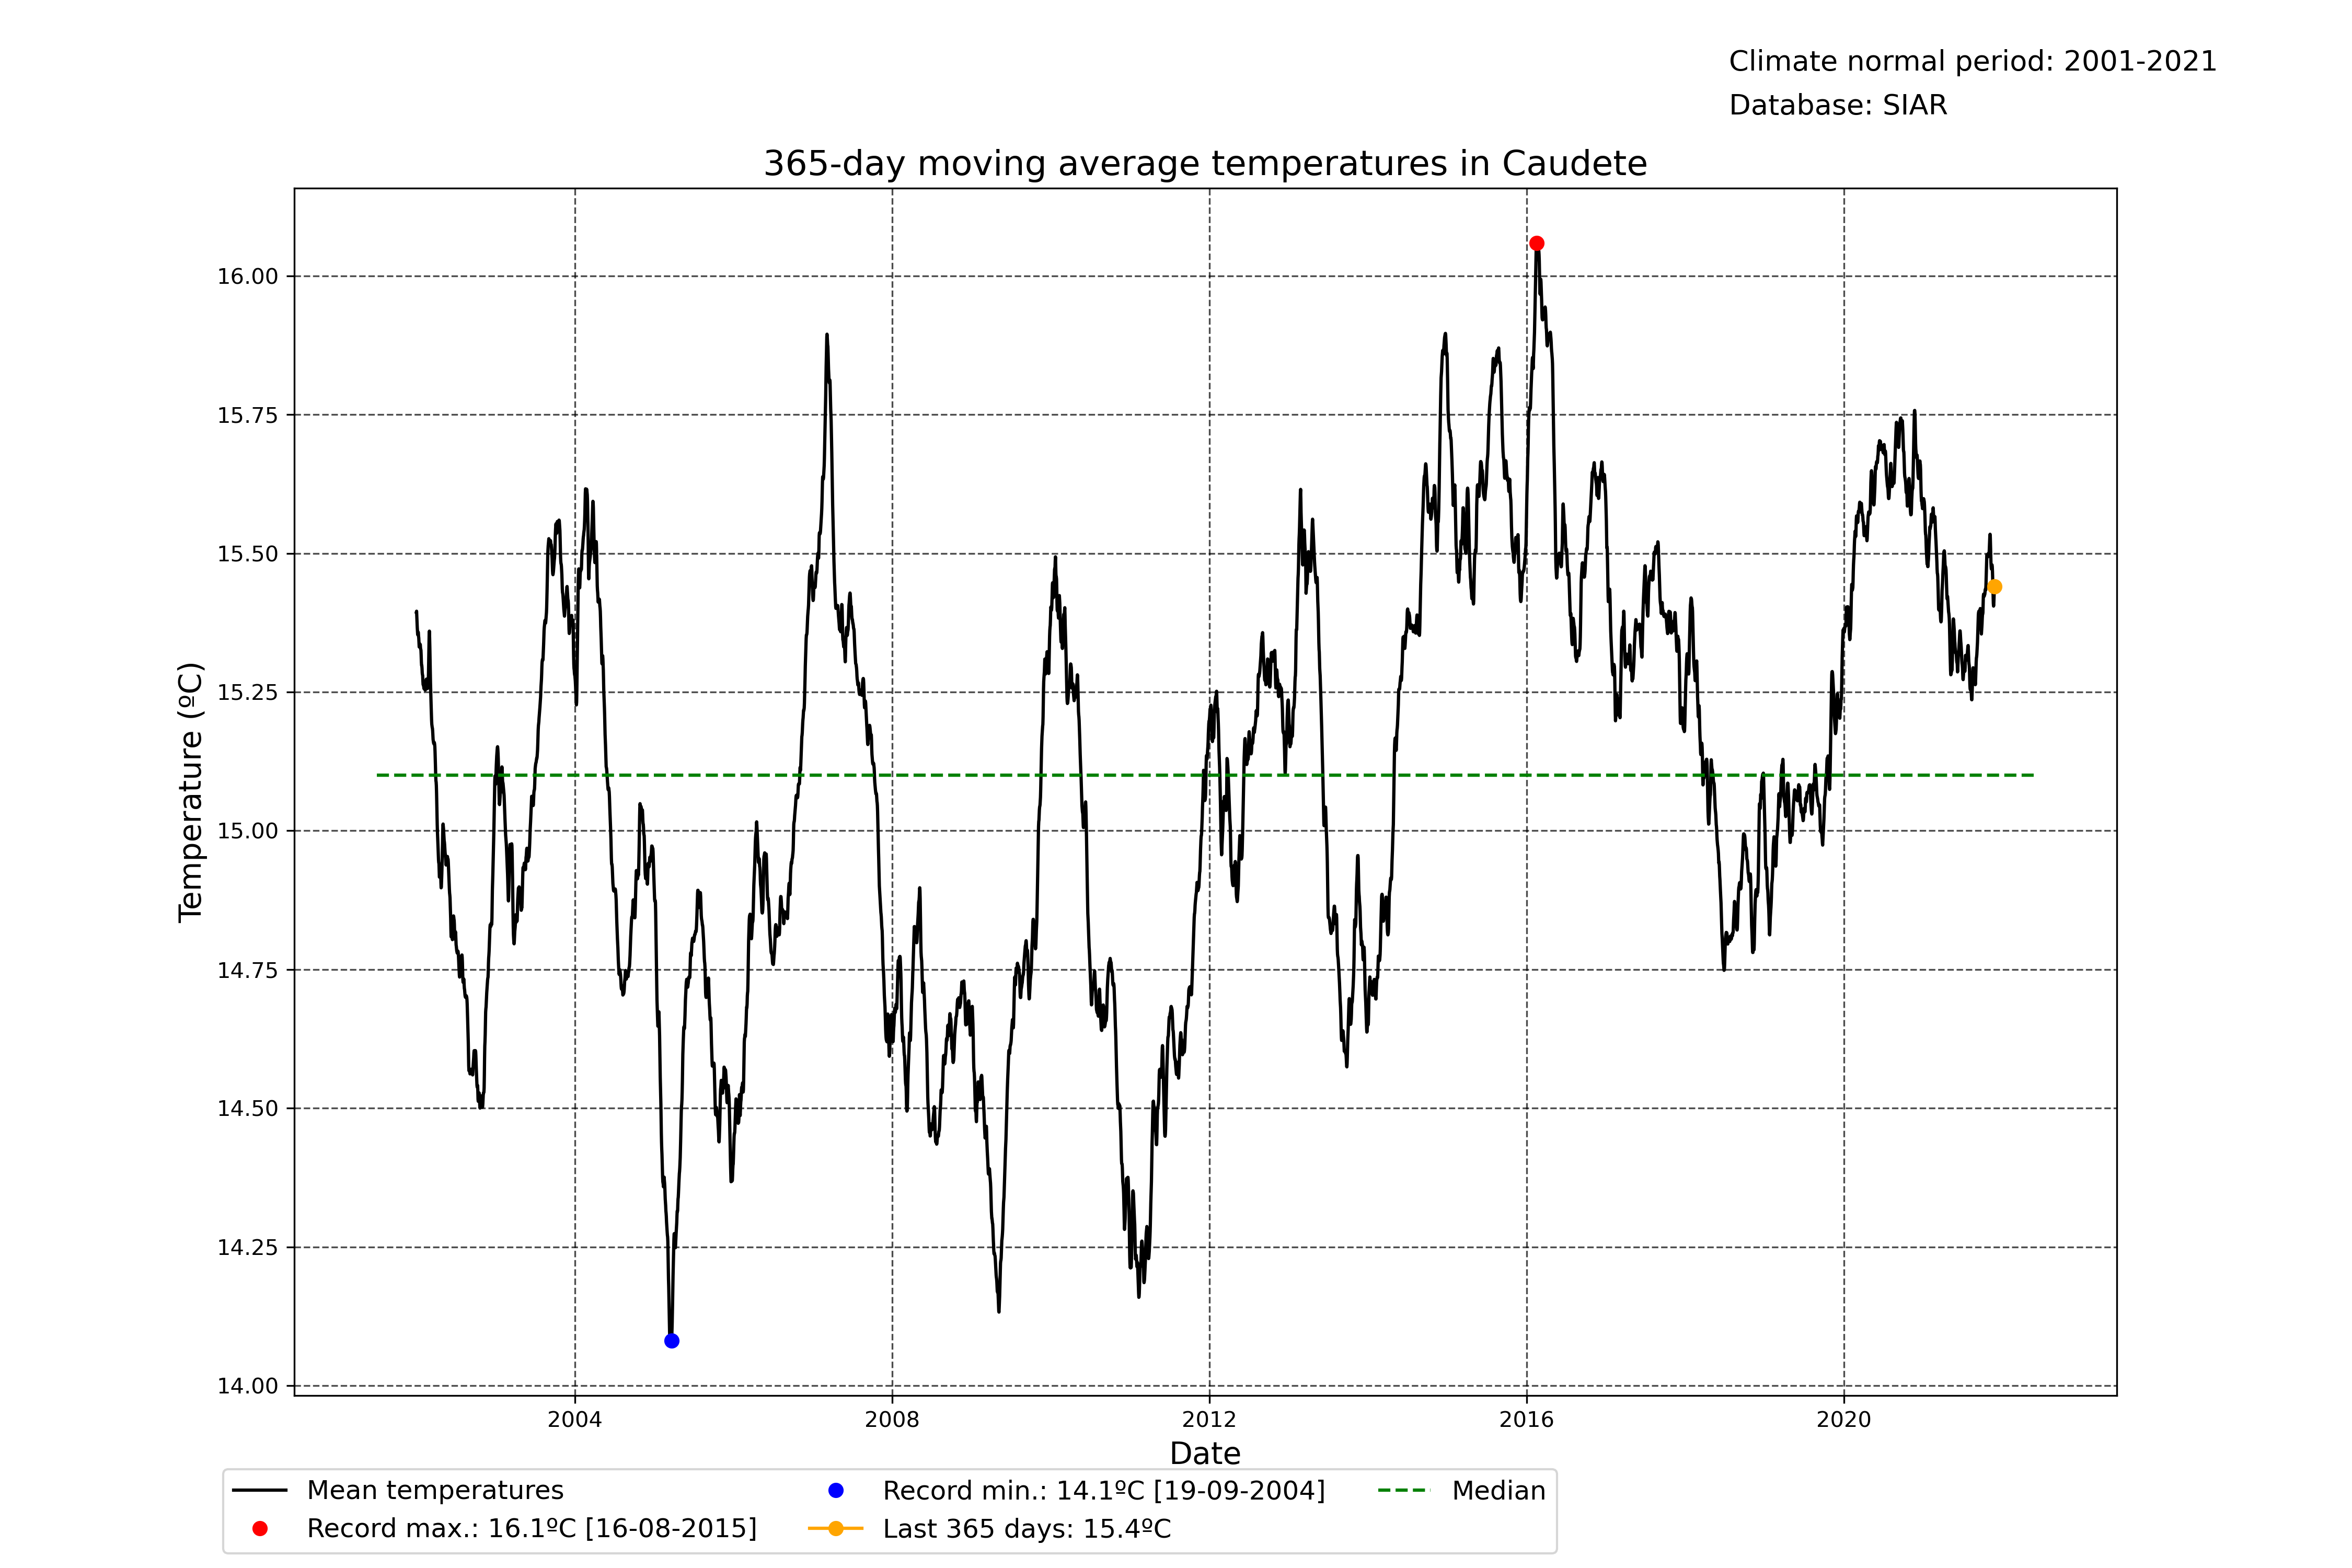 Climate normal period: 2001-2021
Database: SIAR
365-day moving average temperatures in Caudete
Temperature (ºC)
16.00
15.75
15.50
15.25
15.00
14.75
14.50
14.25
14.00
2004 2008 2012 2016 2020
Date
Mean temperatures
Record max.: 16.1ºC [16-08-2015]
Record min.: 14.1ºC [19-09-2004]
Last 365 days: 15.4ºC
Median